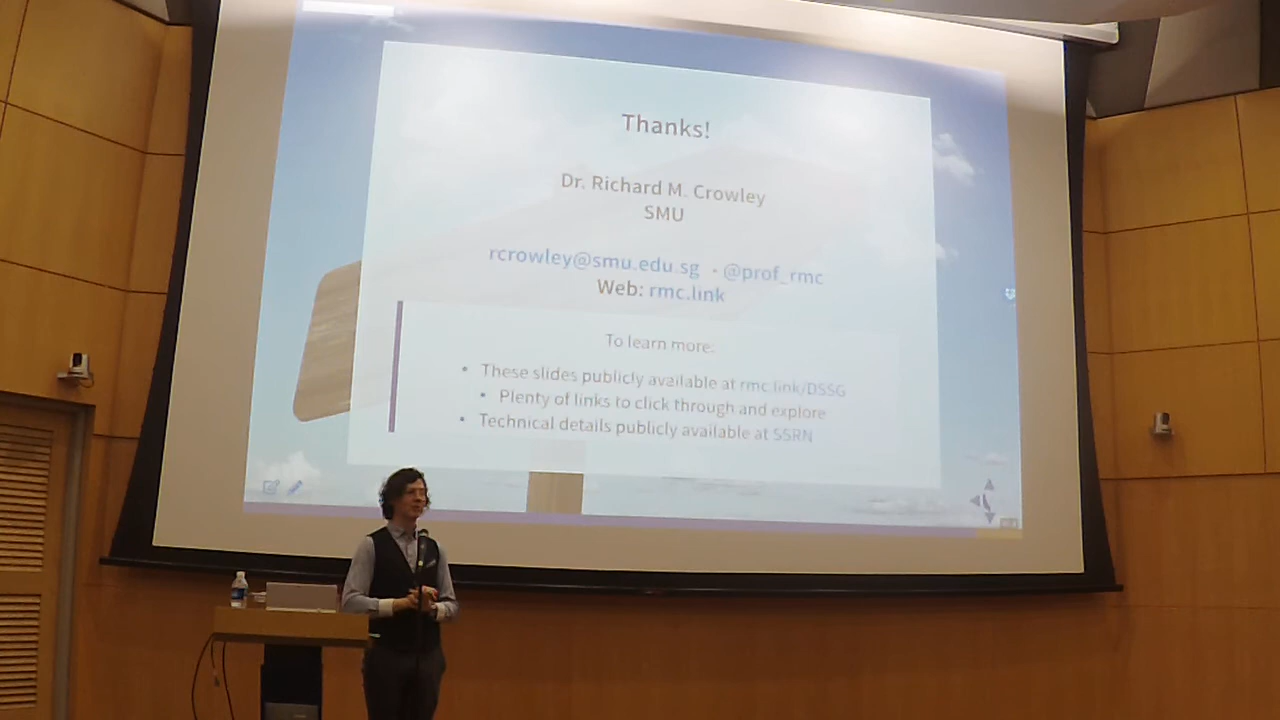 Thanks!
Dr. Richard M. Crowley
SMU
rcrowley@smu.edu.sg · @prof_rmc
Web: rmc.link
To learn more:
• These slides publicly available at rmc.link/DSSG
• Plenty of links to click through and explore
• Technical details publicly available at SSRN